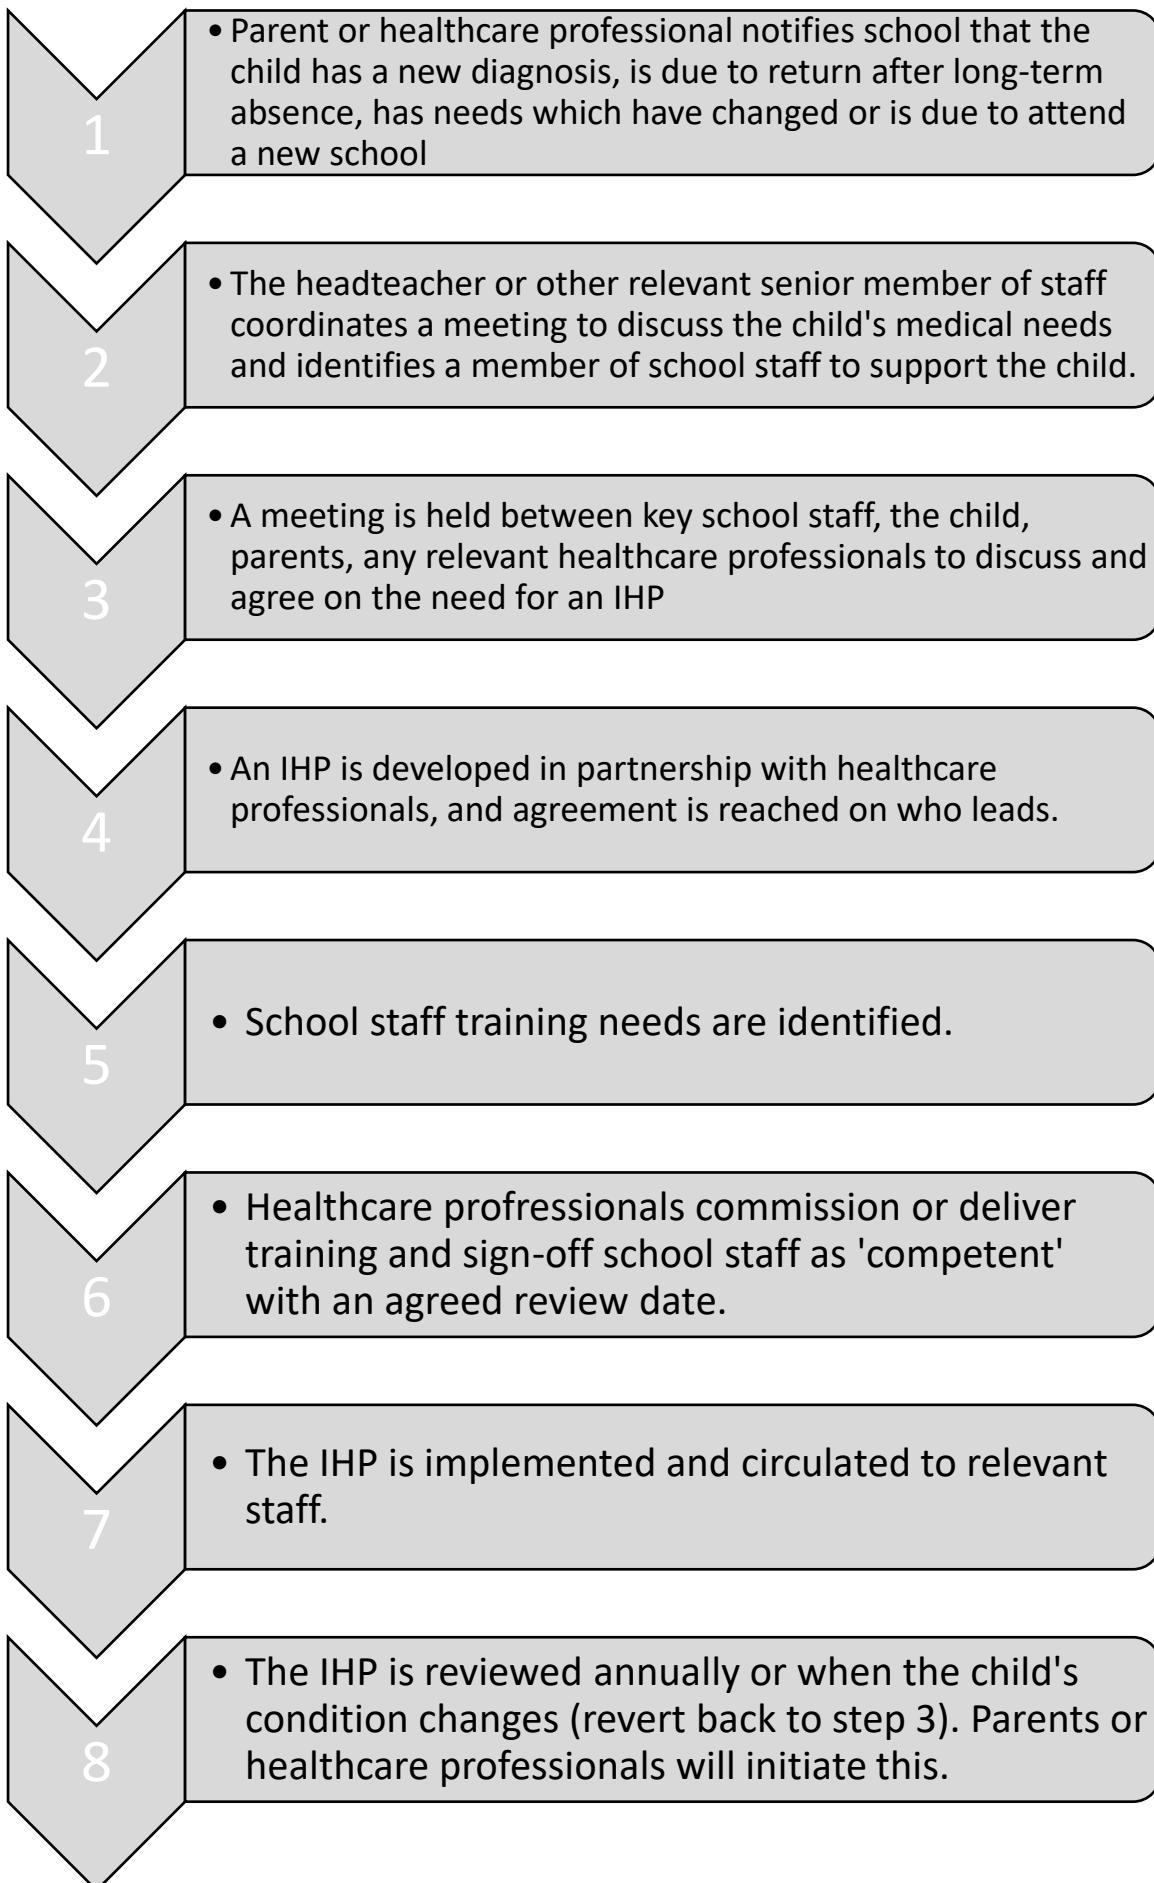 1
• Parent or healthcare professional notifies school that the
child has a new diagnosis, is due to return after long-term
absence, has needs which have changed or is due to attend
a new school
2
• The headteacher or other relevant senior member of staff
coordinates a meeting to discuss the child's medical needs
and identifies a member of school staff to support the child.
3
• A meeting is held between key school staff, the child,
parents, any relevant healthcare professionals to discuss and
agree on the need for an IHP
4
• An IHP is developed in partnership with healthcare
professionals, and agreement is reached on who leads.
5
• School staff training needs are identified.
6
• Healthcare profressionals commission or deliver
training and sign-off school staff as 'competent'
with an agreed review date.
7
• The IHP is implemented and circulated to relevant
staff.
8
• The IHP is reviewed annually or when the child's
condition changes (revert back to step 3). Parents or
healthcare professionals will initiate this.